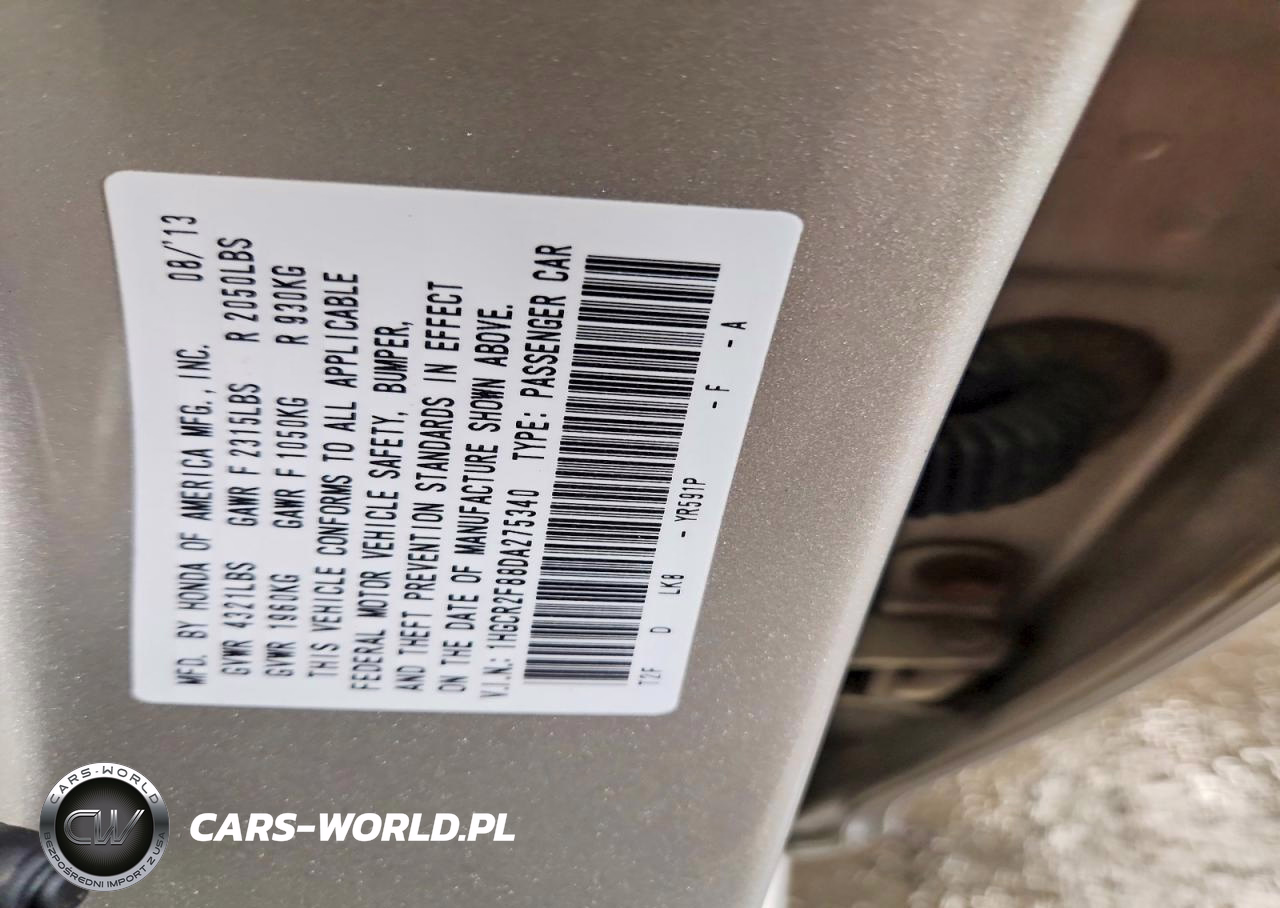 MFD. BY HONDA OF AMERICA MFG., INC. 08/'13
GVWR 4321LBS GAWR F 2315LBS R 2050LBS
GVWR 1961KG GAWR F 1050KG R 930KG
THIS VEHICLE CONFORMS TO ALL APPLICABLE
FEDERAL MOTOR VEHICLE SAFETY, BUMPER,
AND THEFT PREVENTION STANDARDS IN EFFECT
ON THE DATE OF MANUFACTURE SHOWN ABOVE.
V.I.N.: 1HGCR2F88DA275340 TYPE: PASSENGER CAR
T2F D LK8 - YR591P - F - A
CARS-WORLD
CW
BEZPOŚREDNI IMPORT Z USA
CARS-WORLD.PL